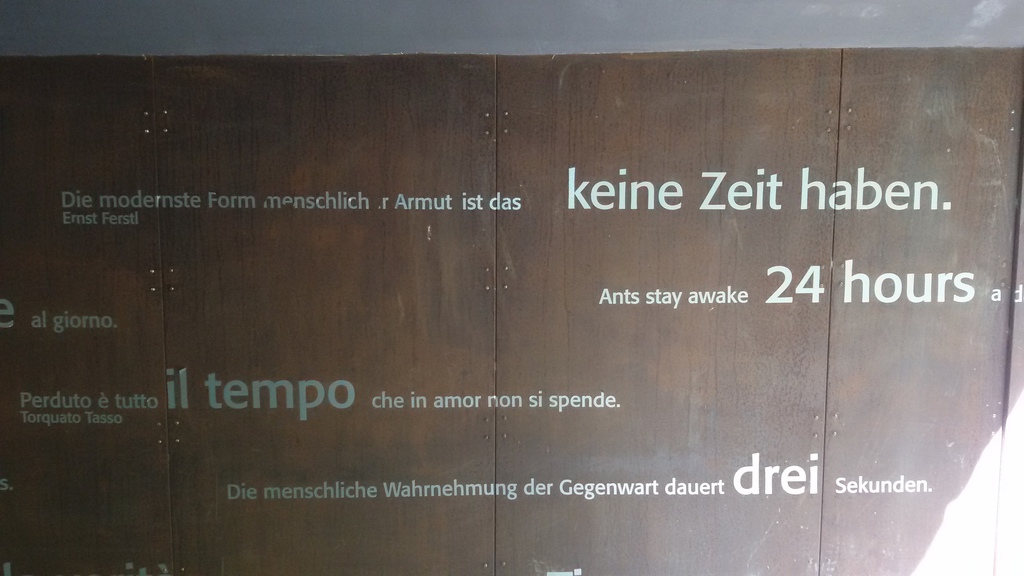 Die modernste Form menschlich r Armut ist das keine Zeit haben.
Ernst Ferstl
Ants stay awake 24 hours a d
e al giorno.
Perduto è tutto il tempo che in amor non si spende.
Torquato Tasso
s.
Die menschliche Wahrnehmung der Gegenwart dauert drei Sekunden.